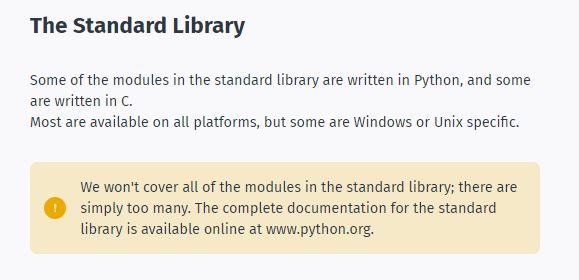 The Standard Library
Some of the modules in the standard library are written in Python, and some
are written in C.
Most are available on all platforms, but some are Windows or Unix specific.
!
We won't cover all of the modules in the standard library; there are
simply too many. The complete documentation for the standard
library is available online at www.python.org.